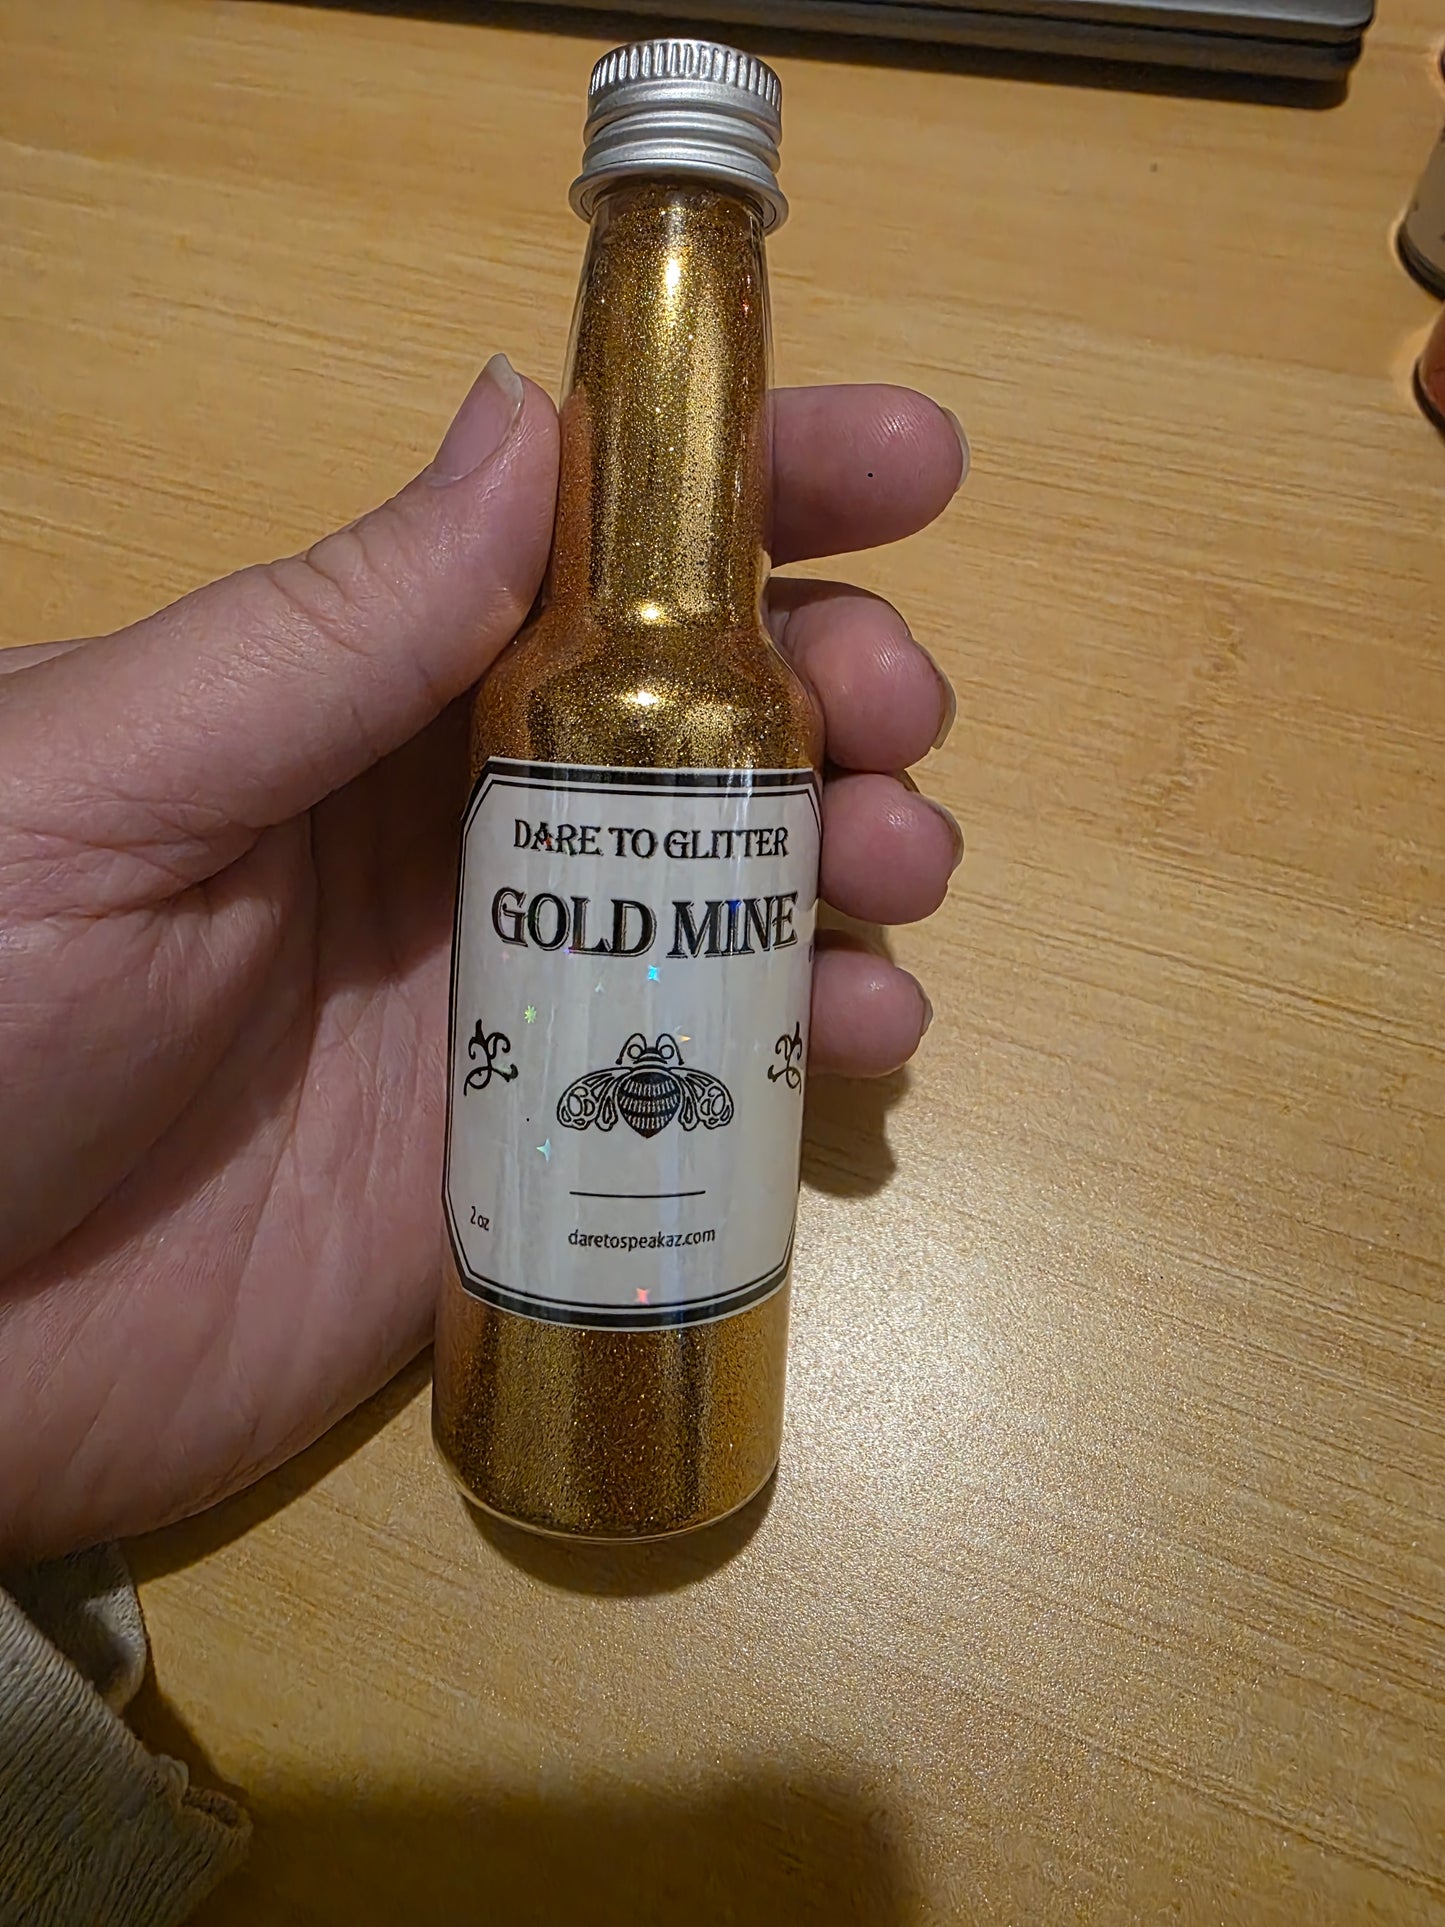 DARE TO GLITTER
GOLD MINE
2 oz
daretospeakaz.com